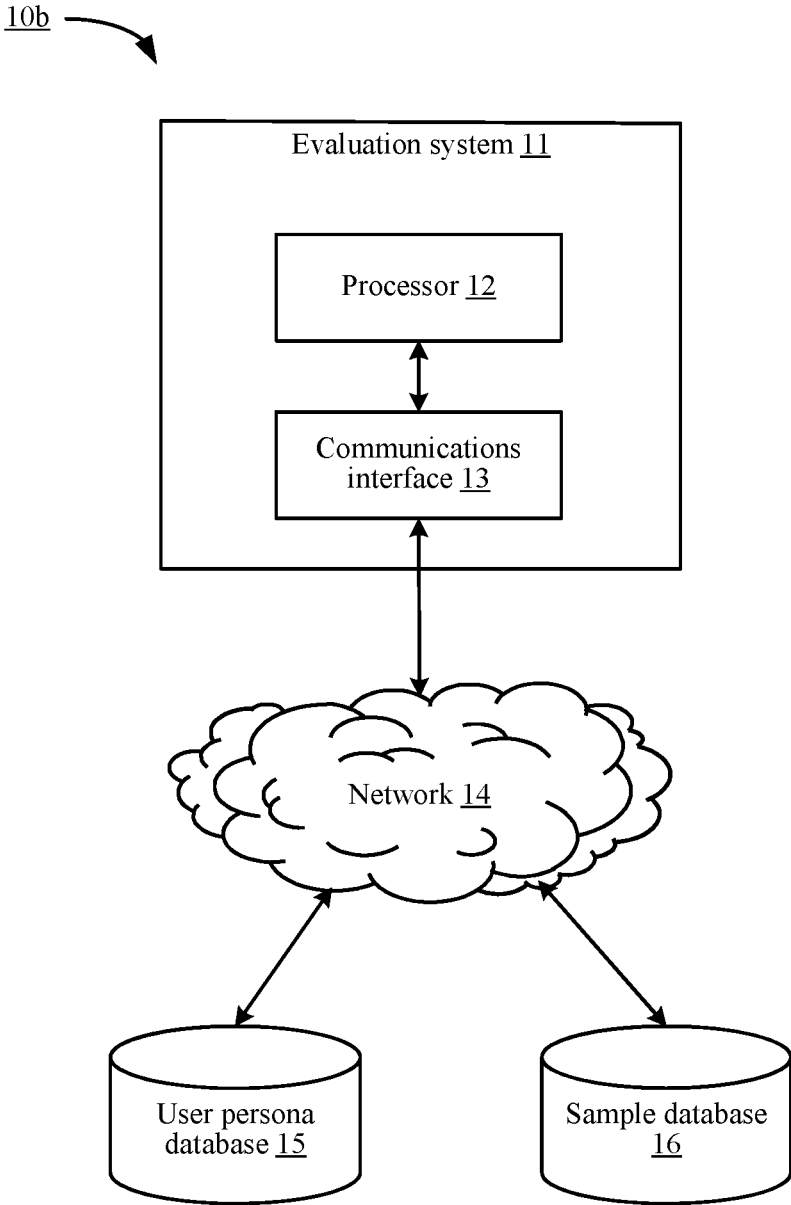 10b
Evaluation system 11
Processor 12
Communications
interface 13
Network 14
User persona
database 15
Sample database
16